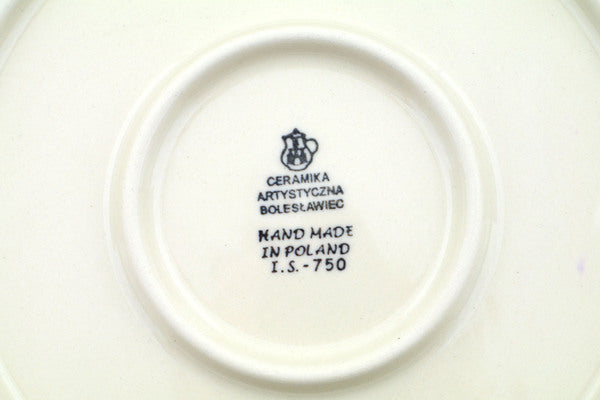 CERAMIKA
ARTYSTYCZNA
BOLESŁAWIEC
HAND MADE
IN POLAND
I.S.-750